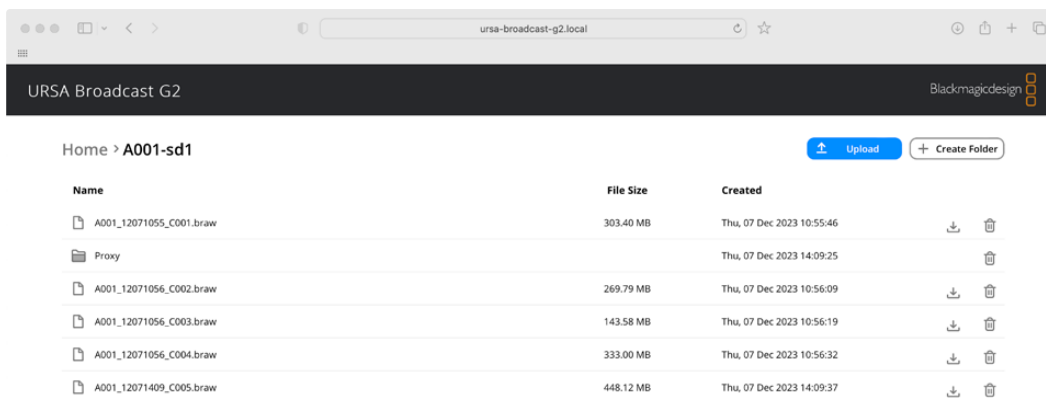 ursa-broadcast-g2.local
URSA Broadcast G2
Blackmagicdesign
Home > A001-sd1
Upload
+ Create Folder
Name File Size Created
A001_12071055_C001.braw 303.40 MB Thu, 07 Dec 2023 10:55:46
Proxy Thu, 07 Dec 2023 14:09:25
A001_12071056_C002.braw 269.79 MB Thu, 07 Dec 2023 10:56:09
A001_12071056_C003.braw 143.58 MB Thu, 07 Dec 2023 10:56:19
A001_12071056_C004.braw 333.00 MB Thu, 07 Dec 2023 10:56:32
A001_12071409_C005.braw 448.12 MB Thu, 07 Dec 2023 14:09:37